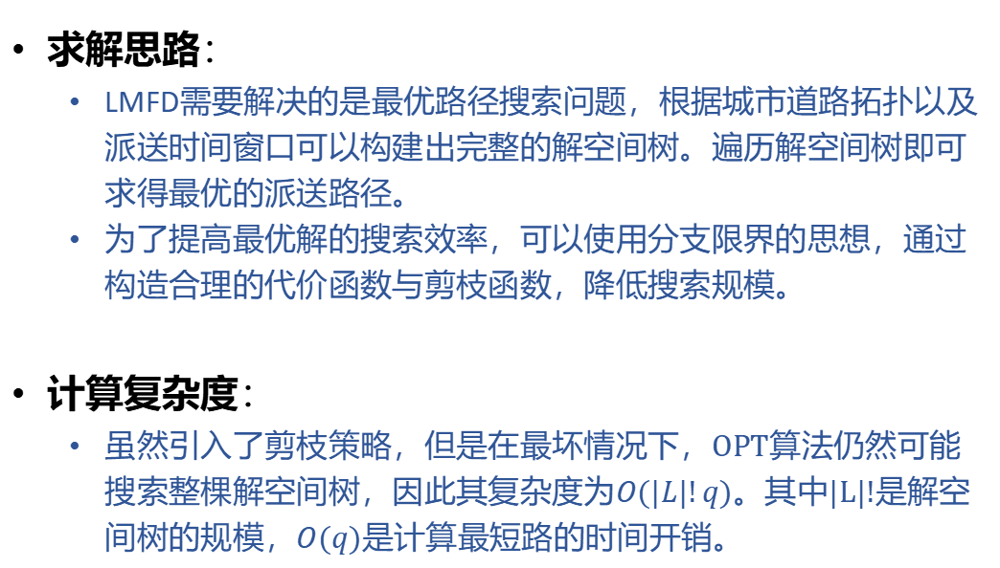 • 求解思路：
• LMFD需要解决的是最优路径搜索问题，根据城市道路拓扑以及
派送时间窗口可以构建出完整的解空间树。遍历解空间树即可
求得最优的派送路径。
• 为了提高最优解的搜索效率，可以使用分支限界的思想，通过
构造合理的代价函数与剪枝函数，降低搜索规模。
• 计算复杂度：
• 虽然引入了剪枝策略，但是在最坏情况下，OPT算法仍然可能
搜索整棵解空间树，因此其复杂度为O(|L|! q)。其中|L|!是解空
间树的规模，O(q)是计算最短路的时间开销。